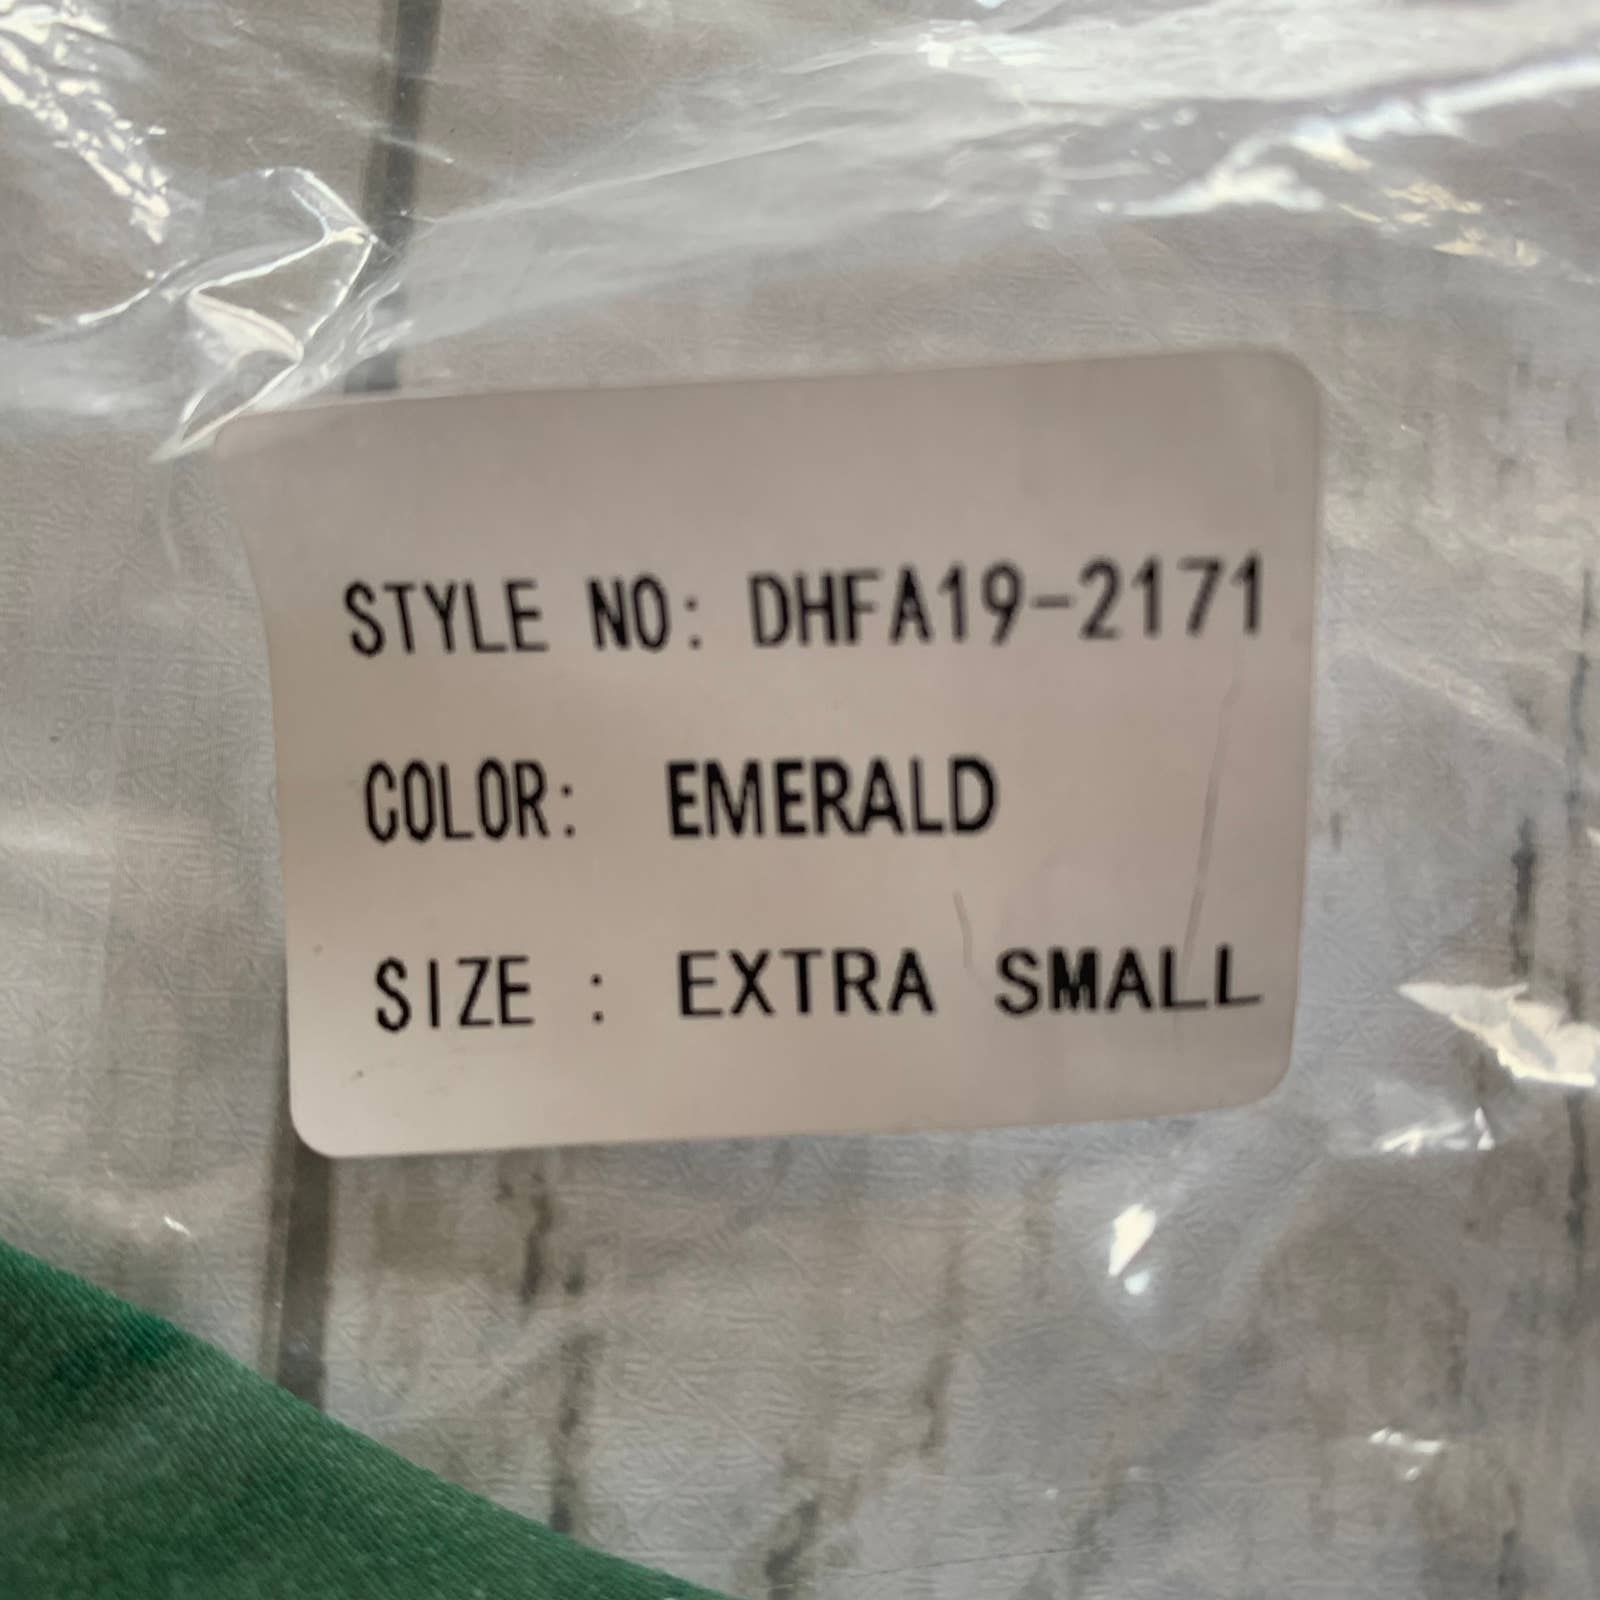 STYLE NO: DHFA19-2171
COLOR: EMERALD
SIZE : EXTRA SMALL